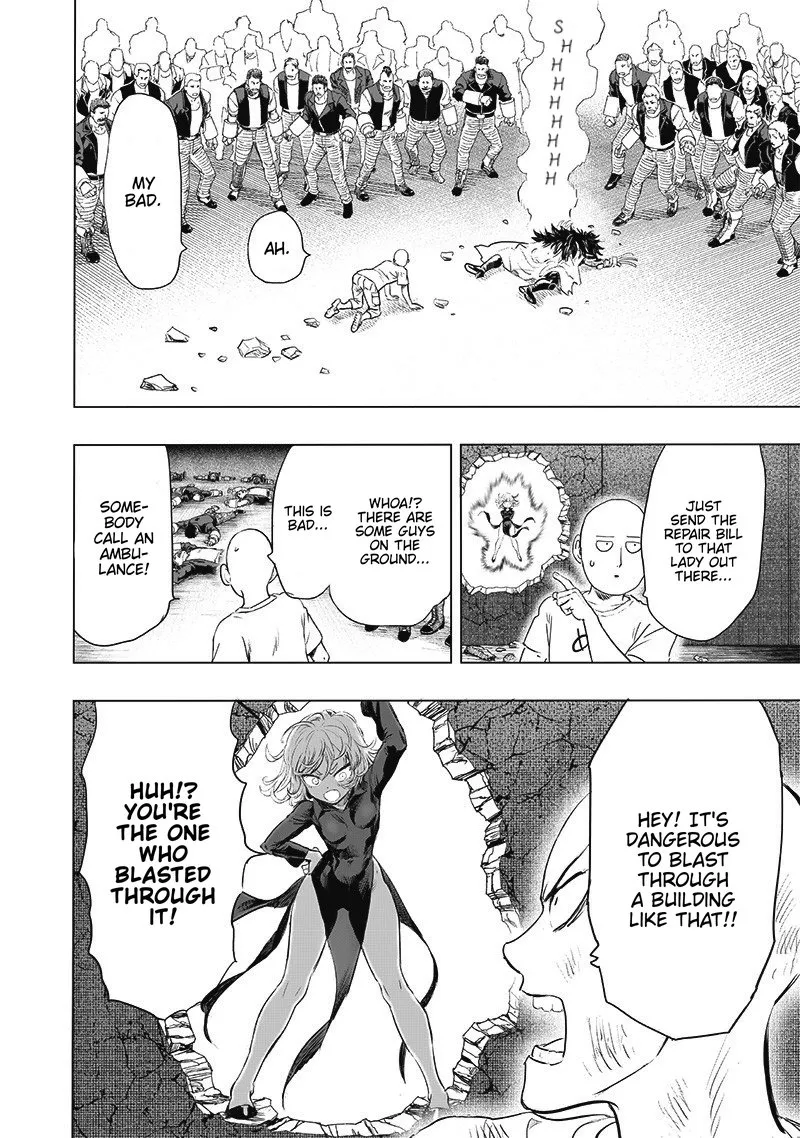 SHHHHHHHH
AH.
MY
BAD.
JUST
SEND THE
REPAIR BILL
TO THAT
LADY OUT
THERE...
WHOA!?
THERE ARE
SOME GUYS
ON THE
GROUND...
THIS IS
BAD...
SOME-
BODY
CALL AN
AMBU-
LANCE!
HEY! IT'S
DANGEROUS
TO BLAST
THROUGH
A BUILDING
LIKE THAT!!
HUH!?
YOU'RE
THE ONE
WHO
BLASTED
THROUGH
IT!